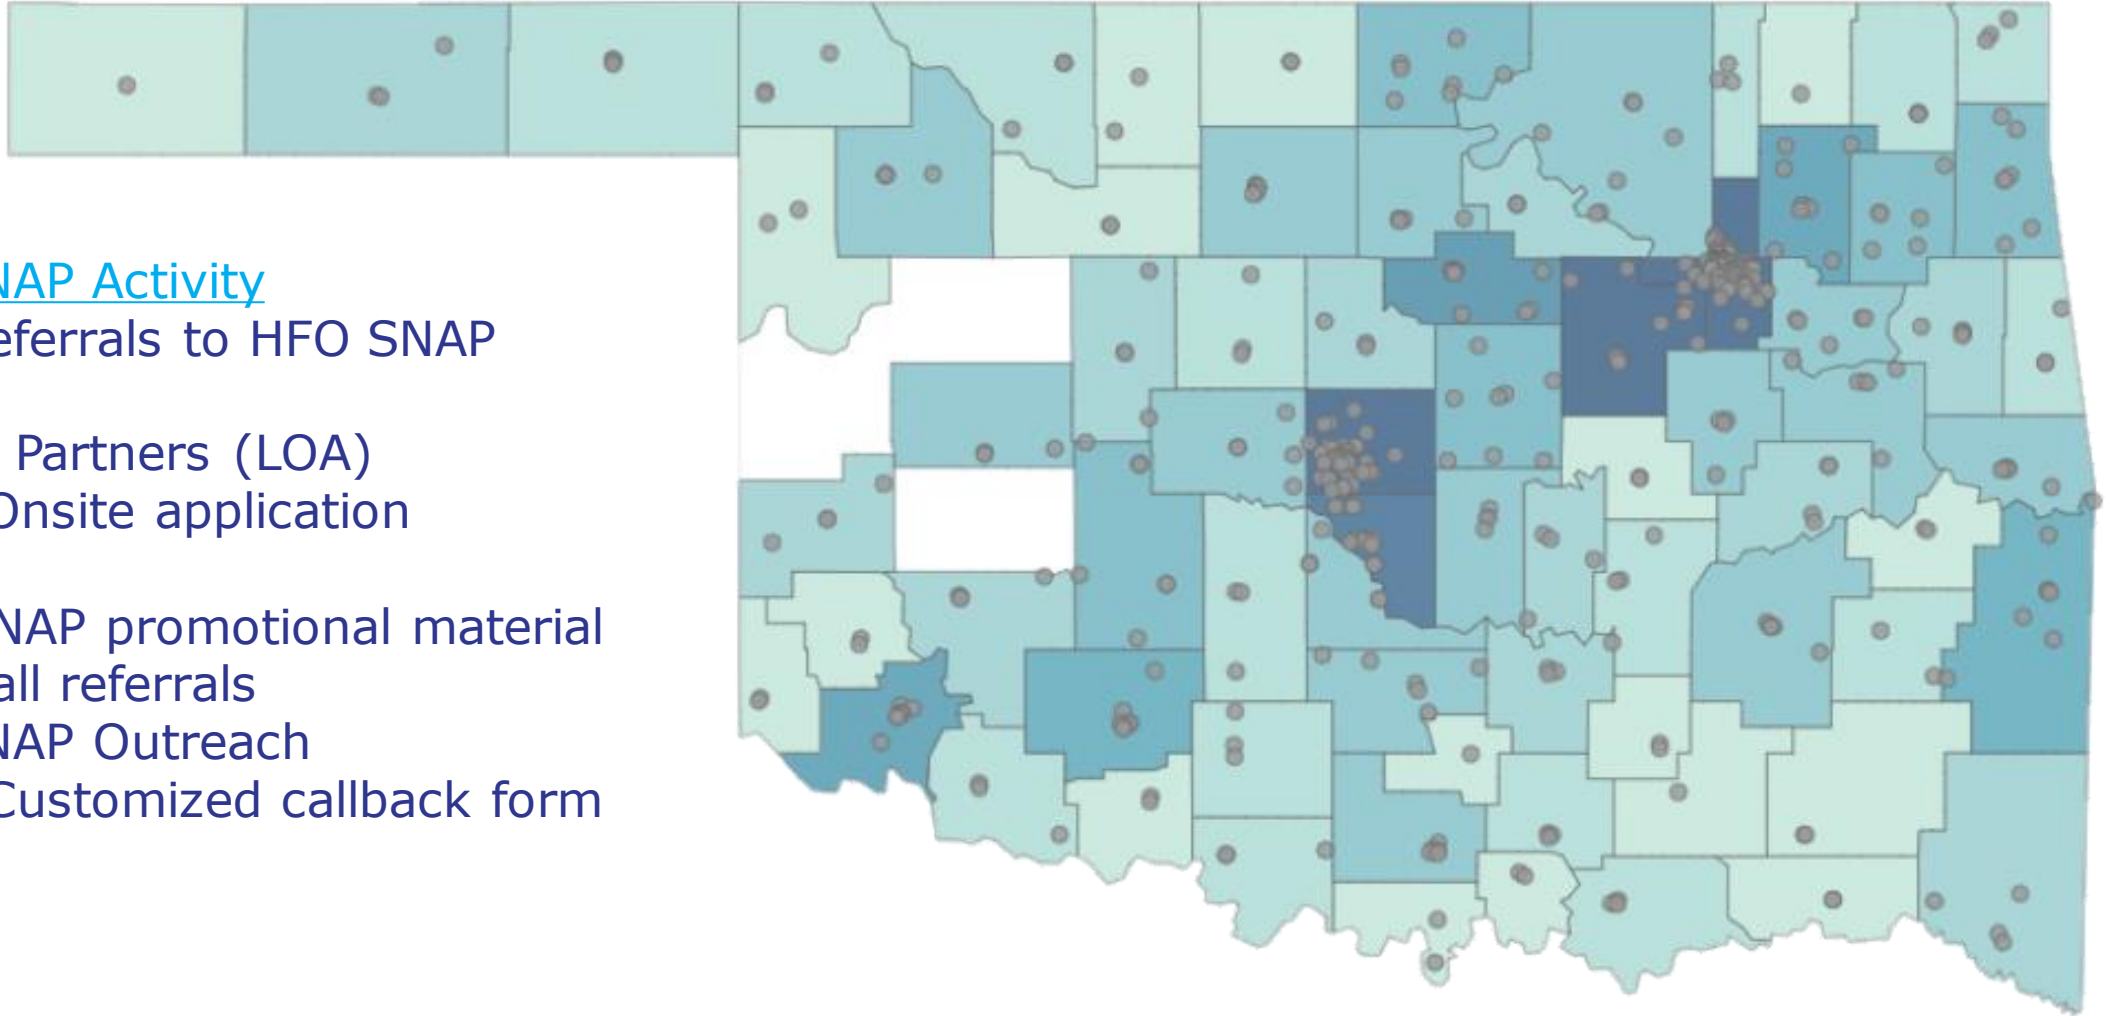 NAP Activity
eferrals to HFO SNAP
Partners (LOA)
Onsite application
NAP promotional material
all referrals
NAP Outreach
Customized callback form